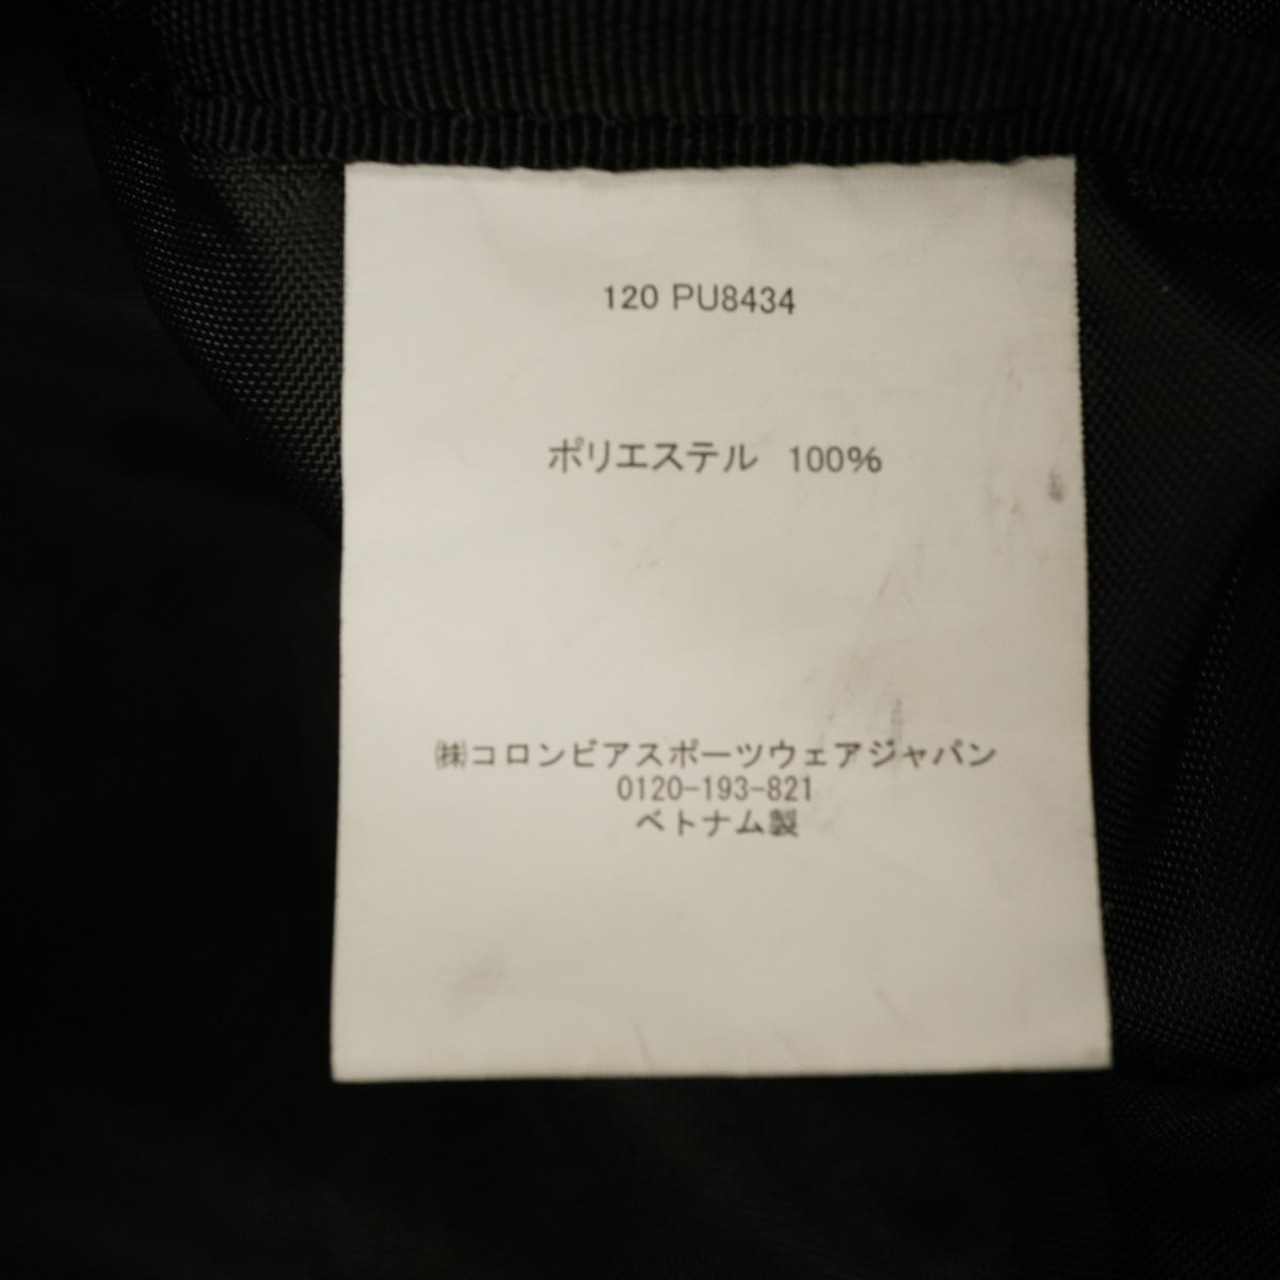 120 PU8434
ポリエステル 100%
㈱コロンビアスポーツウェアジャパン
0120-193-821
ベトナム製